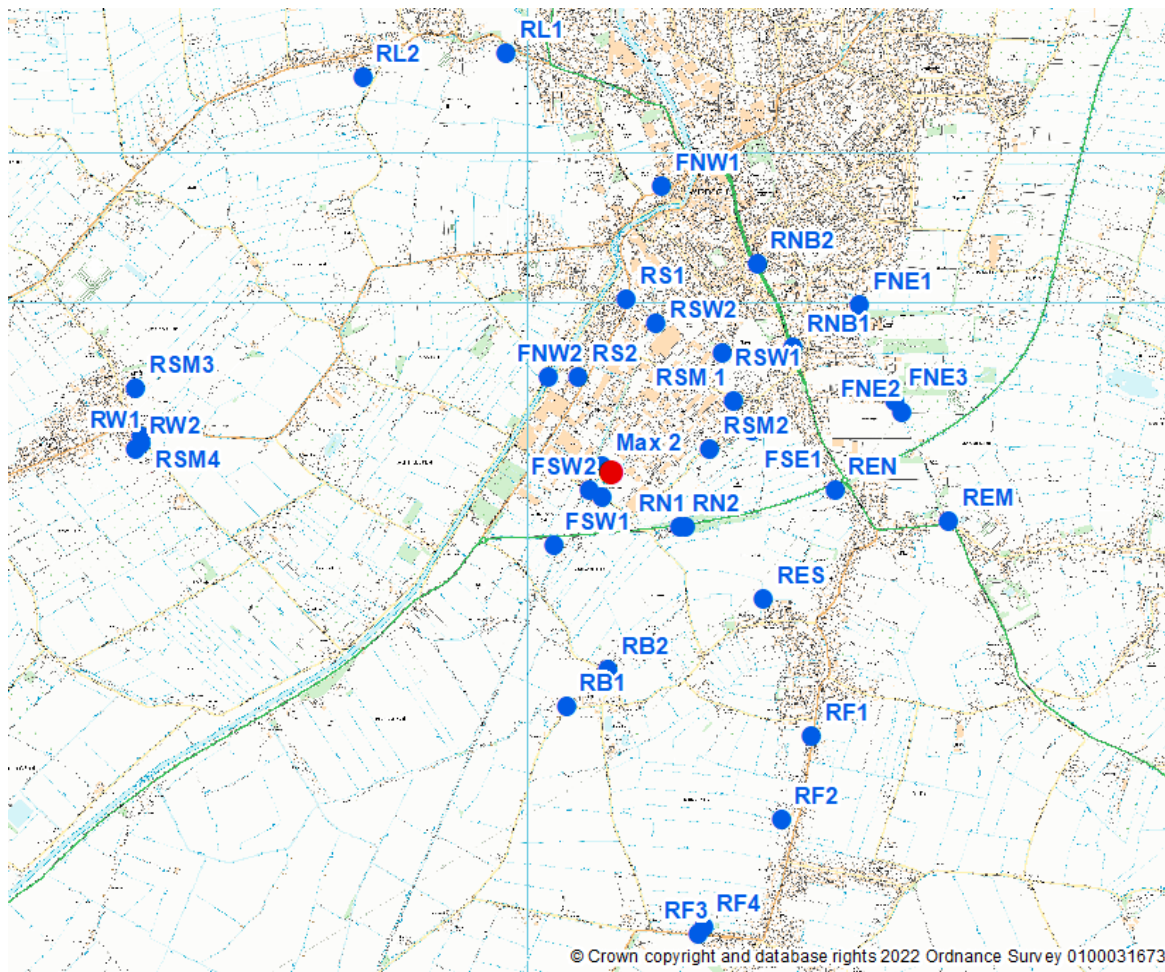 RL1
RL2
FNW1
RNB2
RS1
FNE1
RSW2
RNB1
FNW2
RS2
RSW1
RSM3
RSM 1
FNE3
FNE2
RW1
RW2
RSM2
Max 2
RSM4
FSW2
FSE1
REN
RN1
RN2
REM
FSW1
RES
RB2
RB1
RF1
RF2
RF4
RF3
© Crown copyright and database rights 2022 Ordnance Survey 0100031673